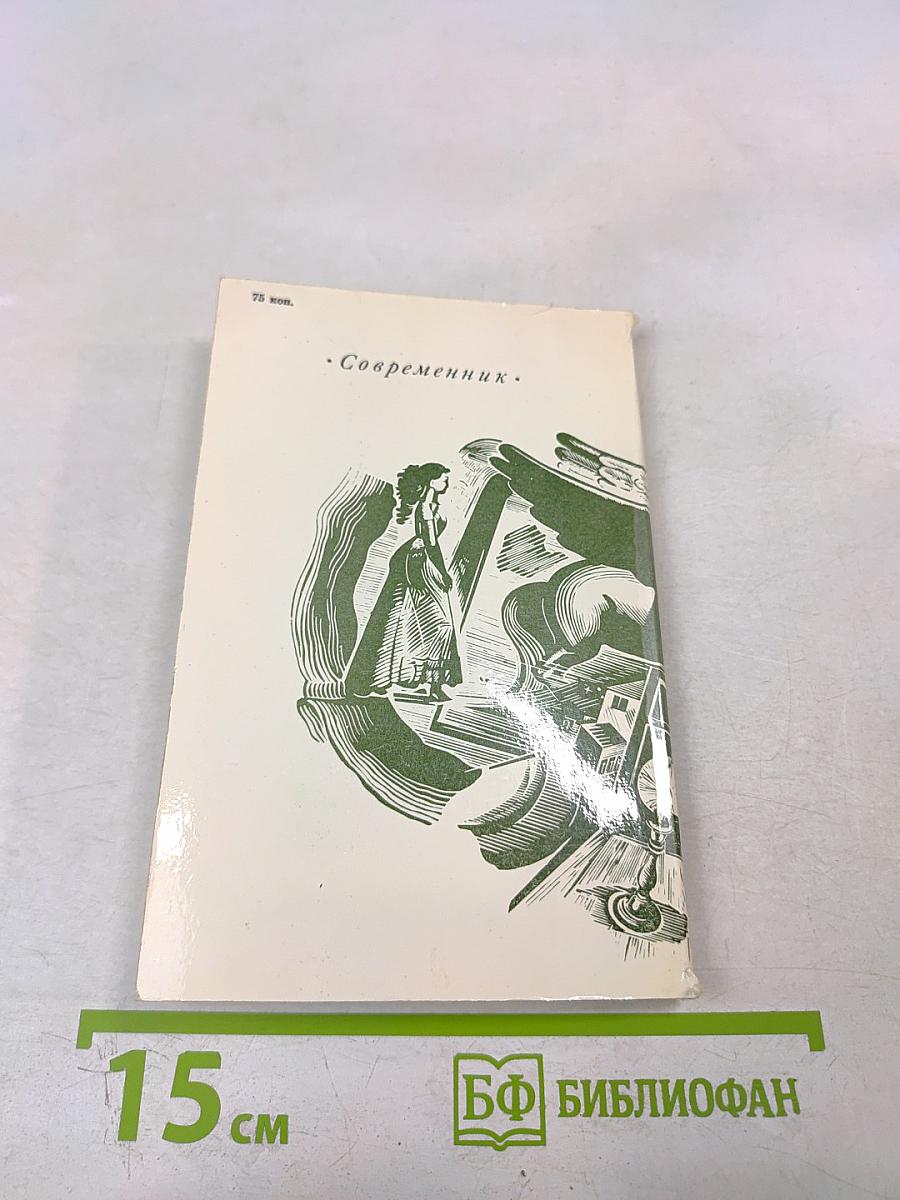 75 коп.
• Современник •
15 см
БФ БИБЛИОФАН